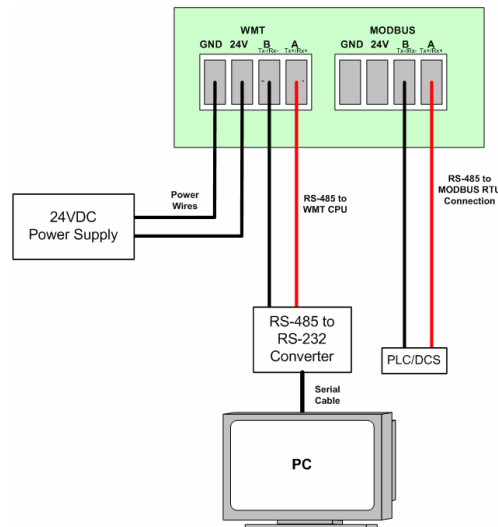 WMT
MODBUS
GND 24V B A
Tx-/Rx- Tx+/Rx+
GND 24V B A
Tx-/Rx- Tx+/Rx+
- -
RS-485 to
MODBUS RTU
Connection
Power
Wires
RS-485 to
WMT CPU
24VDC
Power Supply
RS-485 to
RS-232
Converter
PLC/DCS
Serial
Cable
PC